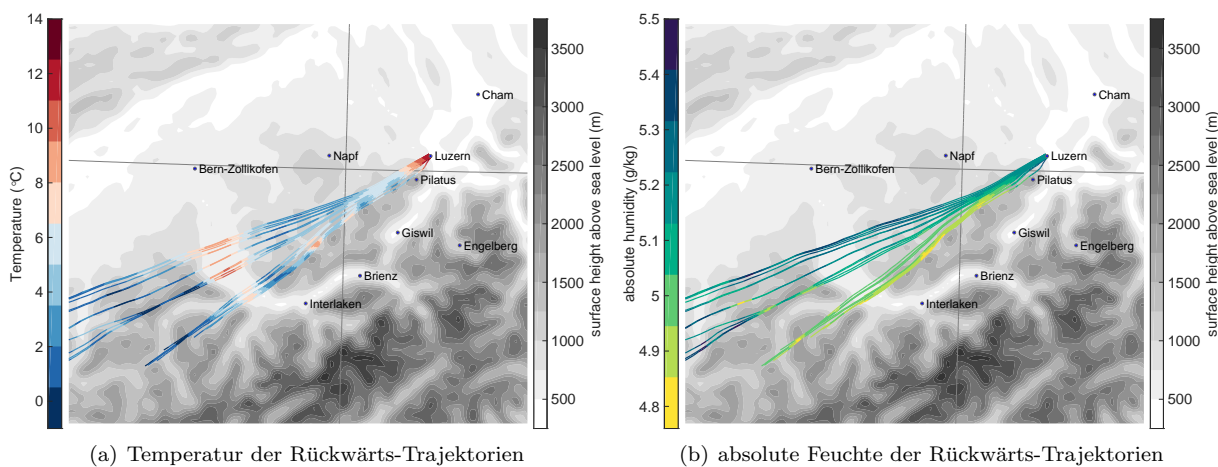 14
12
10
8
6
4
2
0
Temperature (°C)
Cham
Napf
Luzern
Bern-Zollikofen
Pilatus
Giswil
Engelberg
Brienz
Interlaken
3500
3000
2500
2000
1500
1000
500
surface height above sea level (m)
5.5
5.4
5.3
5.2
5.1
5
4.9
4.8
absolute humidity (g/kg)
Cham
Napf
Luzern
Bern-Zollikofen
Pilatus
Giswil
Engelberg
Brienz
Interlaken
3500
3000
2500
2000
1500
1000
500
surface height above sea level (m)
(a) Temperatur der Rückwärts-Trajektorien
(b) absolute Feuchte der Rückwärts-Trajektorien